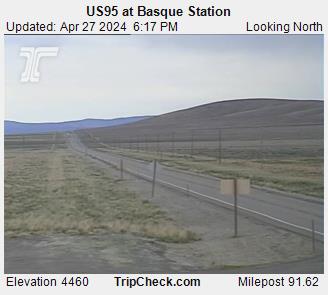 US95 at Basque Station
Updated: Apr 27 2024 6:17 PM Looking North
Elevation 4460 TripCheck.com Milepost 91.62